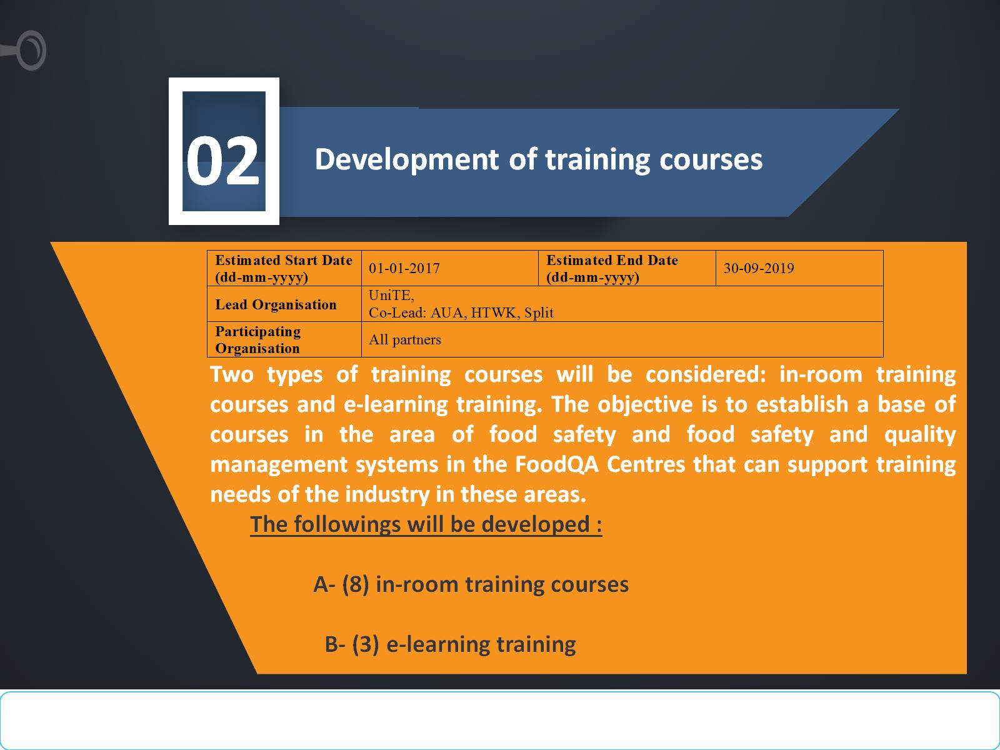 02
Development of training courses
Estimated Start Date
(dd-mm-yyyy)
01-01-2017
Estimated End Date
(dd-mm-yyyy)
30-09-2019
Lead Organisation
UniTE,
Co-Lead: AUA, HTWK, Split
Participating
Organisation
All partners
Two types of training courses will be considered: in-room training
courses and e-learning training. The objective is to establish a base of
courses in the area of food safety and food safety and quality
management systems in the FoodQA Centres that can support training
needs of the industry in these areas.
The followings will be developed :
A- (8) in-room training courses
B- (3) e-learning training